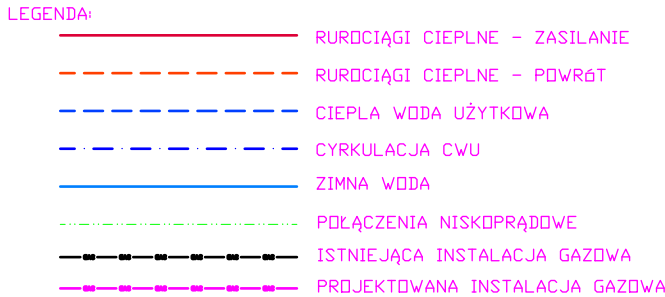 LEGENDA:
RUROCIĄGI CIEPLNE - ZASILANIE
RUROCIĄGI CIEPLNE - POWRóT
CIEPLA WODA UŻYTKOWA
CYRKULACJA CWU
ZIMNA WODA
POŁĄCZENIA NISKOPRĄDOWE
ISTNIEJĄCA INSTALACJA GAZOWA
PROJEKTOWANA INSTALACJA GAZOWA